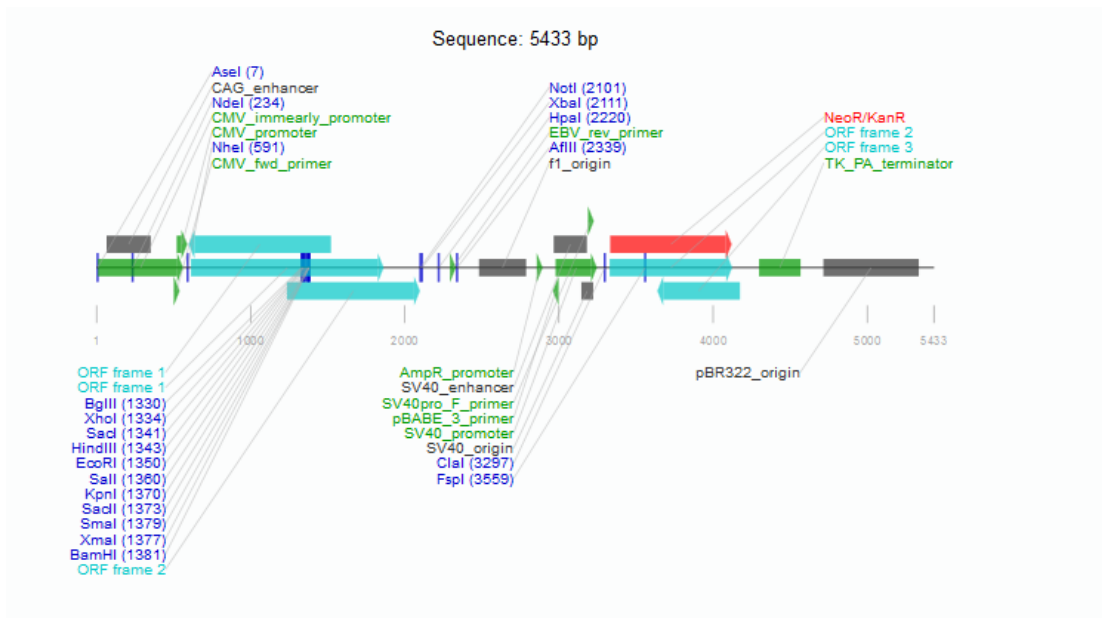 Sequence: 5433 bp
AseI (7)
CAG_enhancer
NdeI (234)
CMV_immearly_promoter
CMV_promoter
NheI (591)
CMV_fwd_primer
NotI (2101)
XbaI (2111)
HpaI (2220)
EBV_rev_primer
AflII (2339)
f1_origin
NeoR/KanR
ORF frame 2
ORF frame 3
TK_PA_terminator
1
1000
2000
3000
4000
5000
5433
ORF frame 1
ORF frame 1
BglII (1330)
XhoI (1334)
SacI (1341)
HindIII (1343)
EcoRI (1350)
SalI (1360)
KpnI (1370)
SacII (1373)
SmaI (1379)
XmaI (1377)
BamHI (1381)
ORF frame 2
AmpR_promoter
SV40_enhancer
SV40pro_F_primer
pBABE_3_primer
SV40_promoter
SV40_origin
ClaI (3297)
FspI (3559)
pBR322_origin